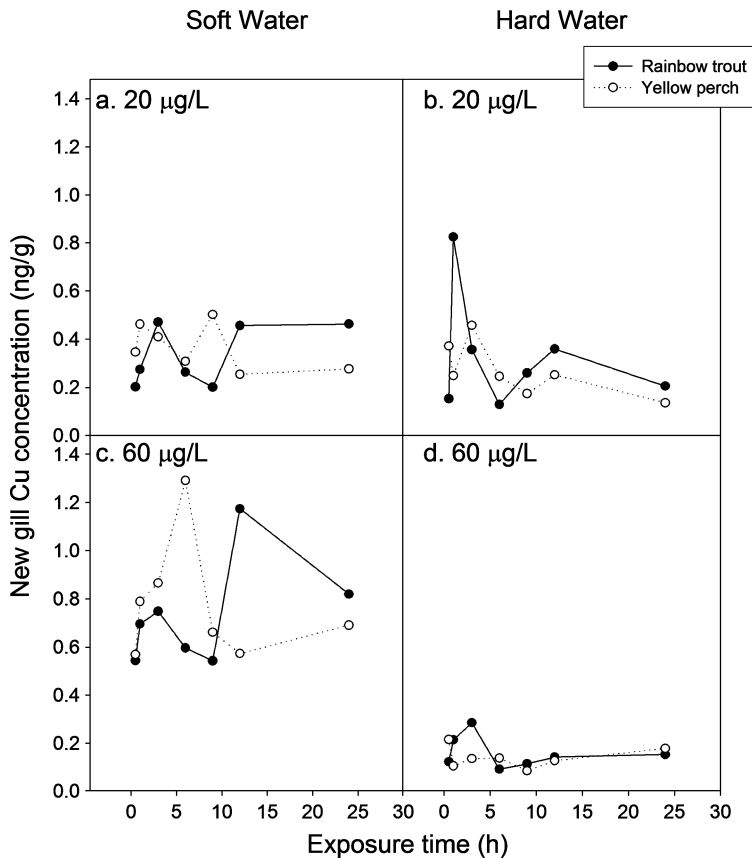 Soft Water
Hard Water
Rainbow trout
Yellow perch
a. 20 μg/L
b. 20 μg/L
1.4
1.2
1.0
0.8
0.6
0.4
0.2
0.0
c. 60 μg/L
d. 60 μg/L
1.4
1.2
1.0
0.8
0.6
0.4
0.2
0.0
New gill Cu concentration (ng/g)
0 5 10 15 20 25 30
0 5 10 15 20 25 30
Exposure time (h)